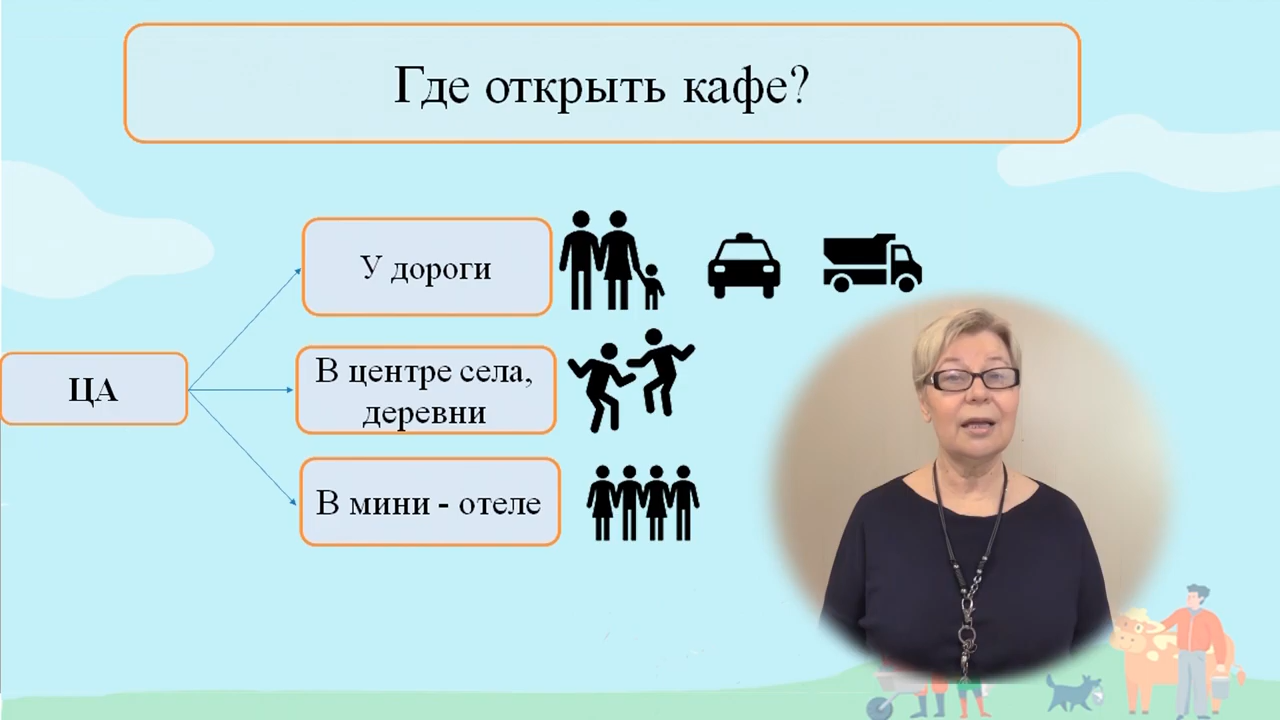 Где открыть кафе?
У дороги
ЦА
В центре села,
деревни
В мини - отеле